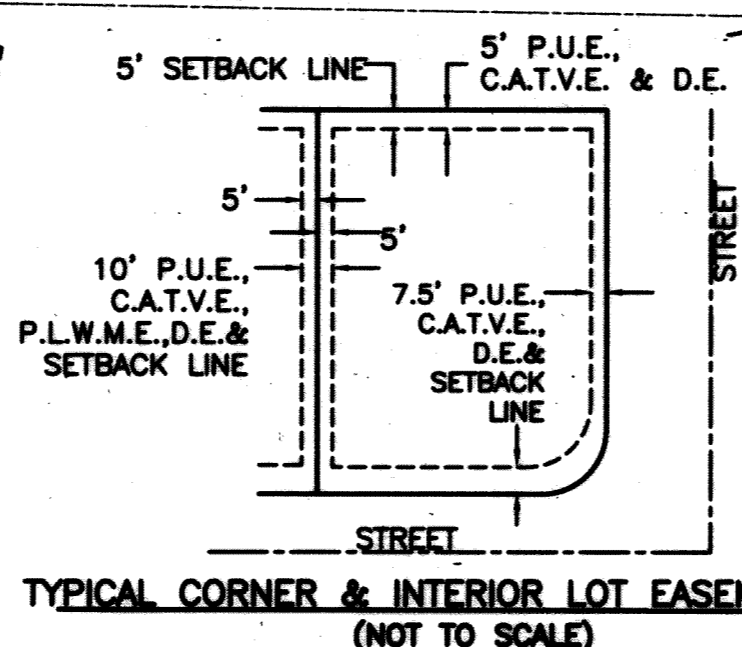 5' SETBACK LINE
5' P.U.E.,
C.A.T.V.E. & D.E.
5'
5'
10' P.U.E.,
C.A.T.V.E.,
P.L.W.M.E.,D.E.&
SETBACK LINE
7.5' P.U.E.,
C.A.T.V.E.,
D.E.&
SETBACK
LINE
STREET
STREET
TYPICAL CORNER & INTERIOR LOT
(NOT TO SCALE)